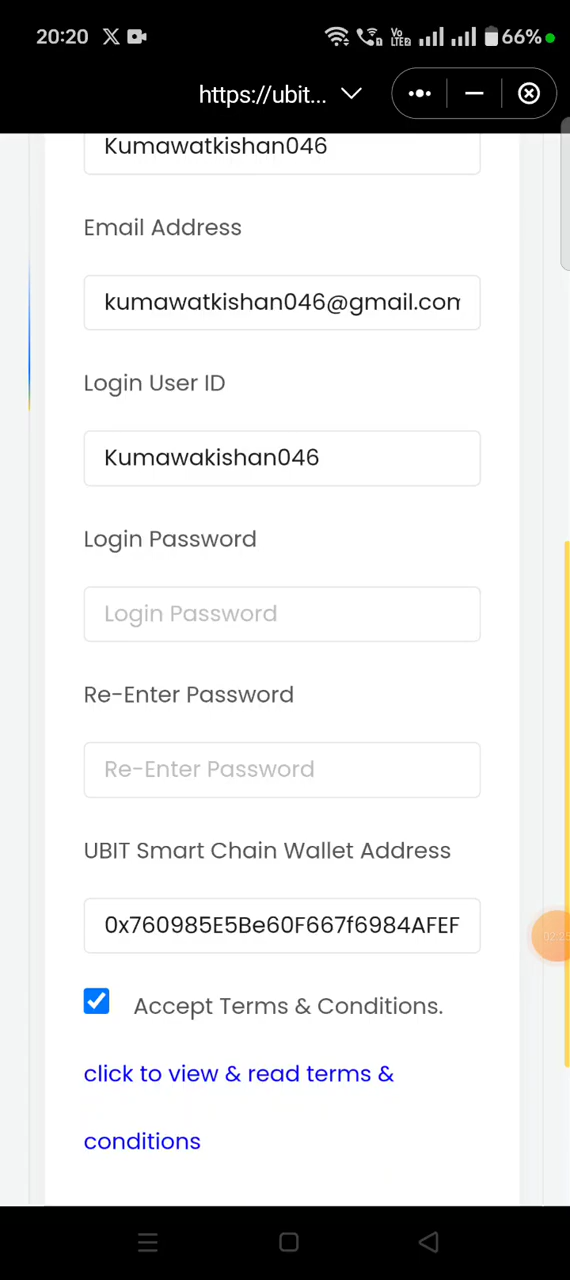 20:20 66%
https://ubit...
Kumawatkishan046
Email Address
kumawatkishan046@gmail.com
Login User ID
Kumawakishan046
Login Password
Login Password
Re-Enter Password
Re-Enter Password
UBIT Smart Chain Wallet Address
0x760985E5Be60F667f6984AFEF
Accept Terms & Conditions.
click to view & read terms &
conditions